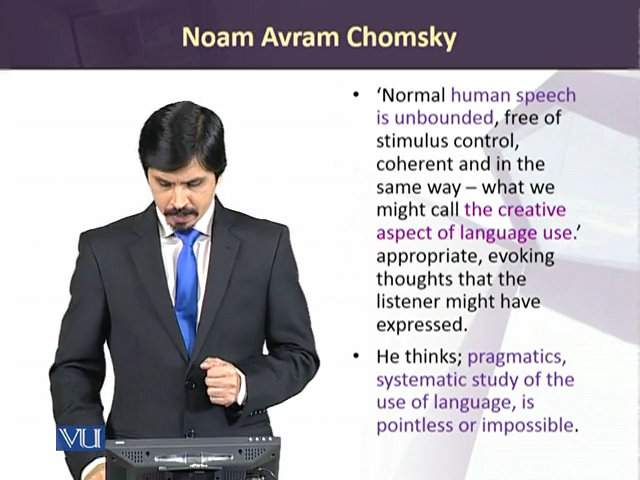 Noam Avram Chomsky
• ‘Normal human speech
is unbounded, free of
stimulus control,
coherent and in the
same way – what we
might call the creative
aspect of language use.’
appropriate, evoking
thoughts that the
listener might have
expressed.
• He thinks; pragmatics,
systematic study of the
use of language, is
pointless or impossible.
VU